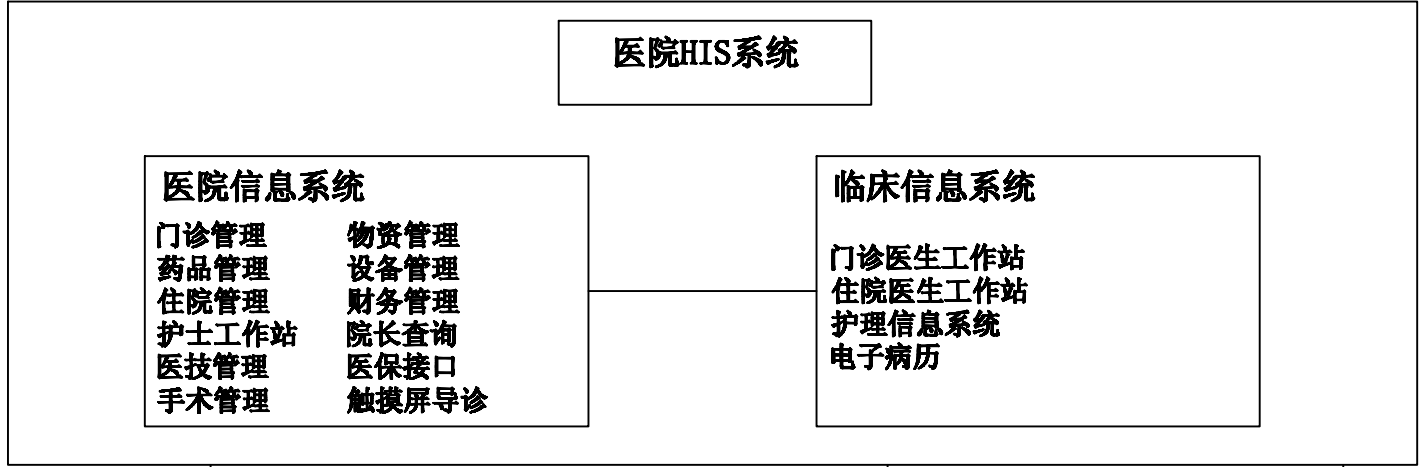 医院HIS系统
医院信息系统
门诊管理 物资管理
药品管理 设备管理
住院管理 财务管理
护士工作站 院长查询
医技管理 医保接口
手术管理 触摸屏导诊
临床信息系统
门诊医生工作站
住院医生工作站
护理信息系统
电子病历